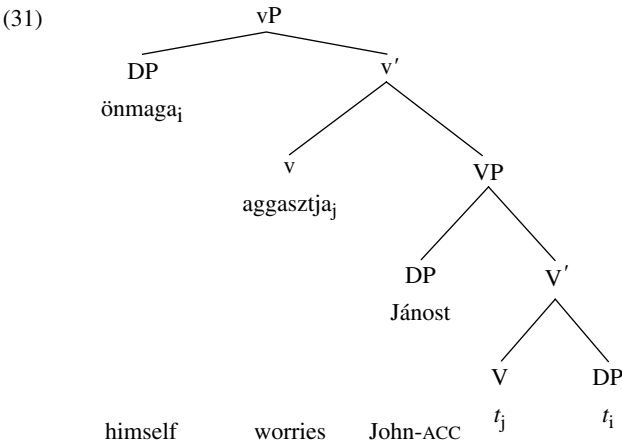 (31) vP
DP v′
önmagaᵢ
v VP
aggasztjaⱼ
DP V′
Jánost
V DP
tⱼ tᵢ
himself worries John-ACC